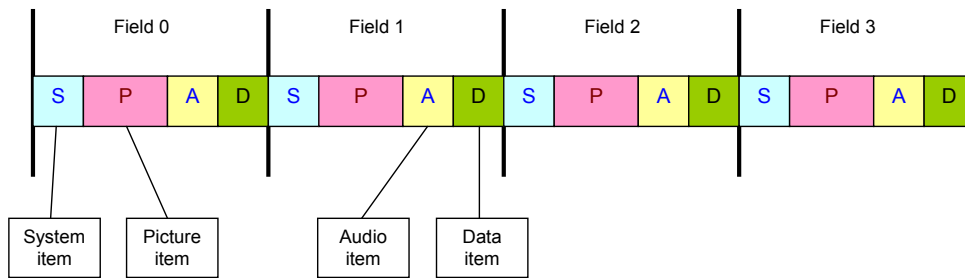 Field 0 Field 1 Field 2 Field 3
S P A D S P A D S P A D S P A D
System item
Picture item
Audio item
Data item